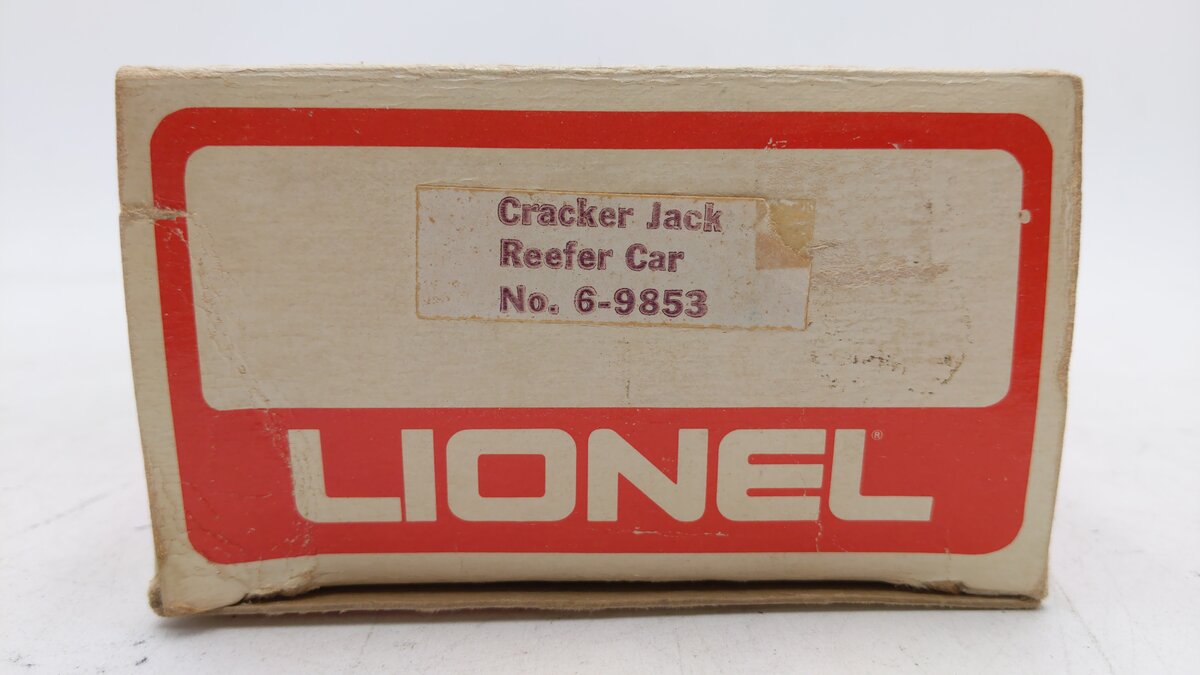 Cracker Jack
Reefer Car
No. 6-9853
LIONEL®